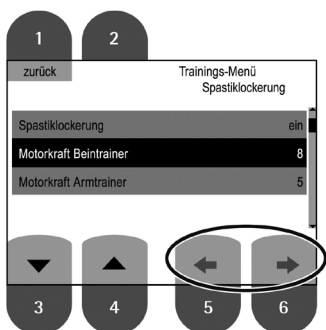 1 2
zurück Trainings-Menü
Spastiklockerung
Spastiklockerung ein
Motorkraft Beintrainer 8
Motorkraft Armtrainer 5
3 4 5 6